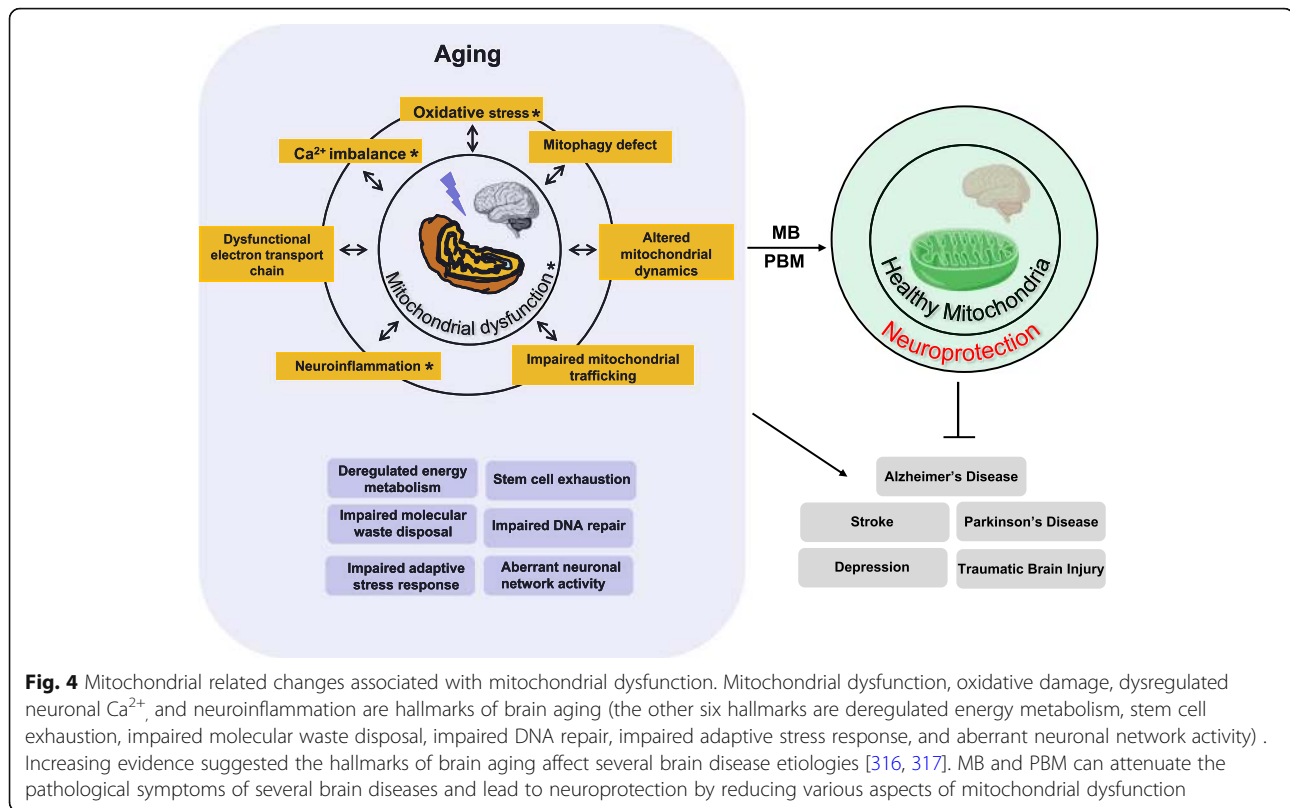 Aging
Oxidative stress *
Ca²⁺ imbalance *
Mitophagy defect
Dysfunctional
electron transport
chain
Altered
mitochondrial
dynamics
Mitochondrial dysfunction *
Neuroinflammation *
Impaired mitochondrial
trafficking
MB
PBM
Healthy Mitochondria
Neuroprotection
Deregulated energy
metabolism
Stem cell exhaustion
Impaired molecular
waste disposal
Impaired DNA repair
Impaired adaptive
stress response
Aberrant neuronal
network activity
Alzheimer's Disease
Stroke
Parkinson's Disease
Depression
Traumatic Brain Injury
Fig. 4 Mitochondrial related changes associated with mitochondrial dysfunction. Mitochondrial dysfunction, oxidative damage, dysregulated
neuronal Ca²⁺, and neuroinflammation are hallmarks of brain aging (the other six hallmarks are deregulated energy metabolism, stem cell
exhaustion, impaired molecular waste disposal, impaired DNA repair, impaired adaptive stress response, and aberrant neuronal network activity) .
Increasing evidence suggested the hallmarks of brain aging affect several brain disease etiologies [316, 317]. MB and PBM can attenuate the
pathological symptoms of several brain diseases and lead to neuroprotection by reducing various aspects of mitochondrial dysfunction